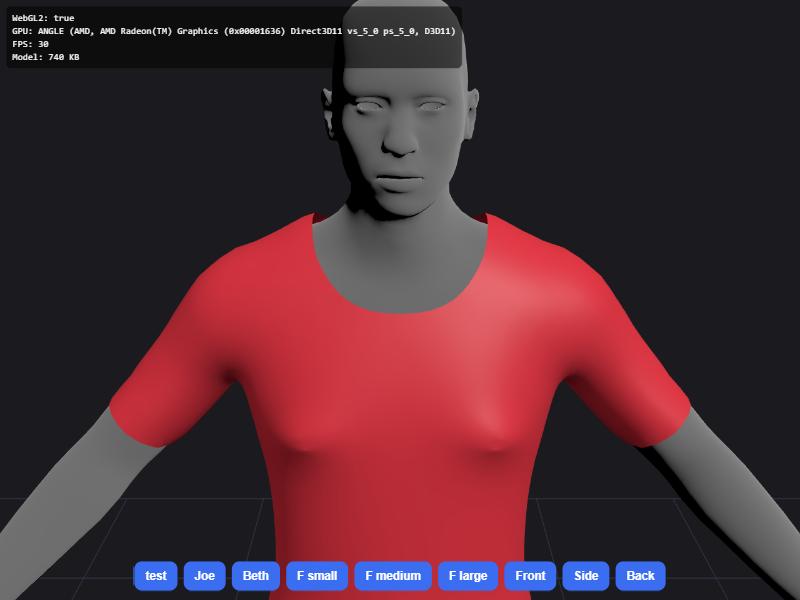 WebGL2: true
GPU: ANGLE (AMD, AMD Radeon(TM) Graphics (0x00001636) Direct3D11 vs_5_0 ps_5_0, D3D11)
FPS: 30
Model: 740 KB
test Joe Beth F small F medium F large Front Side Back